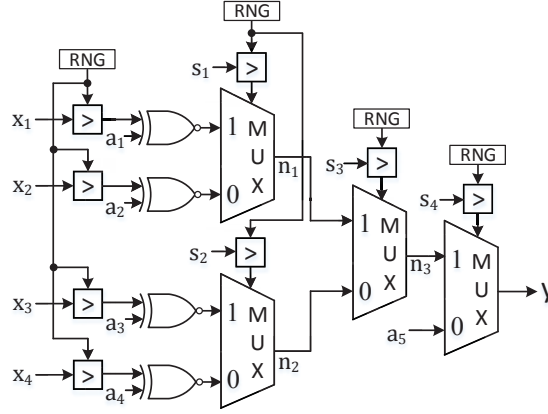 RNG
RNG
s1
>
x1
>
a1
1
M
U
X
n1
x2
>
a2
0
RNG
s3
>
RNG
s4
>
s2
>
1
M
U
X
0
n3
1
M
U
X
0
y
a5
x3
>
a3
1
M
U
X
n2
x4
>
a4
0